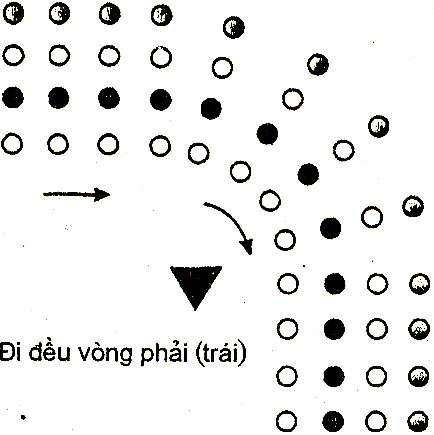 Đi đều vòng phải (trái)